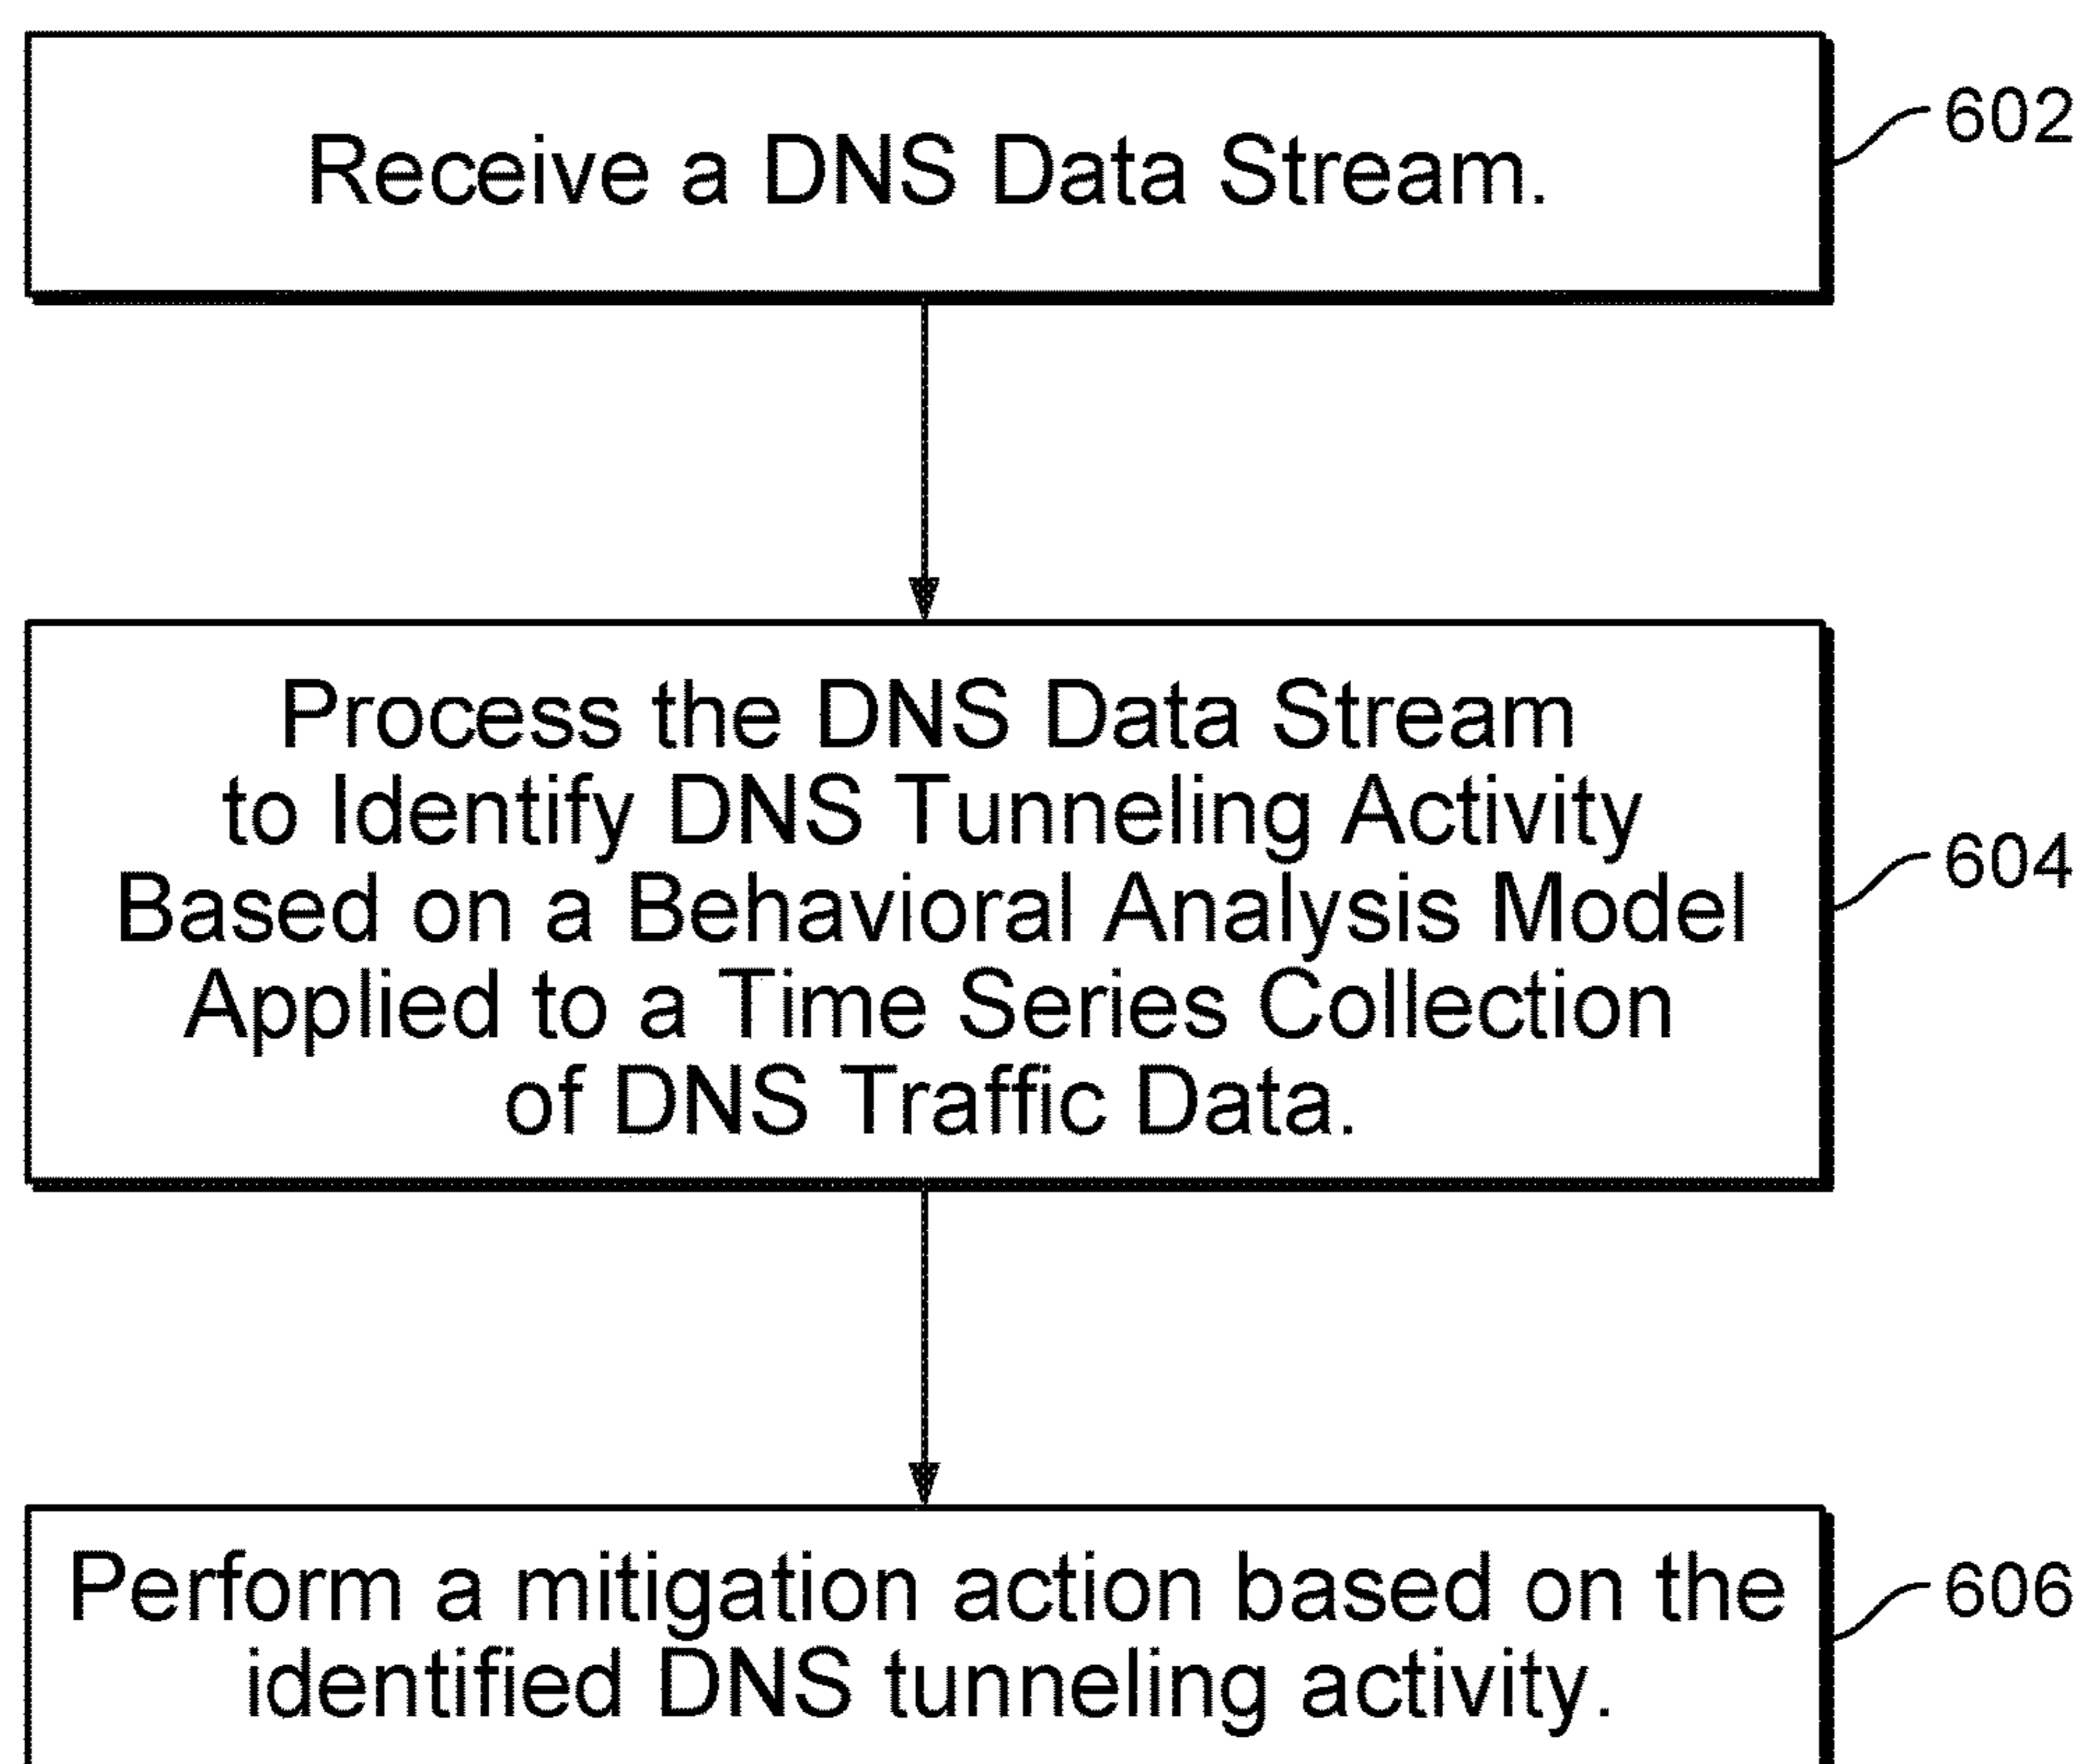 Receive a DNS Data Stream.
602
Process the DNS Data Stream
to Identify DNS Tunneling Activity
Based on a Behavioral Analysis Model
Applied to a Time Series Collection
of DNS Traffic Data.
604
Perform a mitigation action based on the
identified DNS tunneling activity.
606